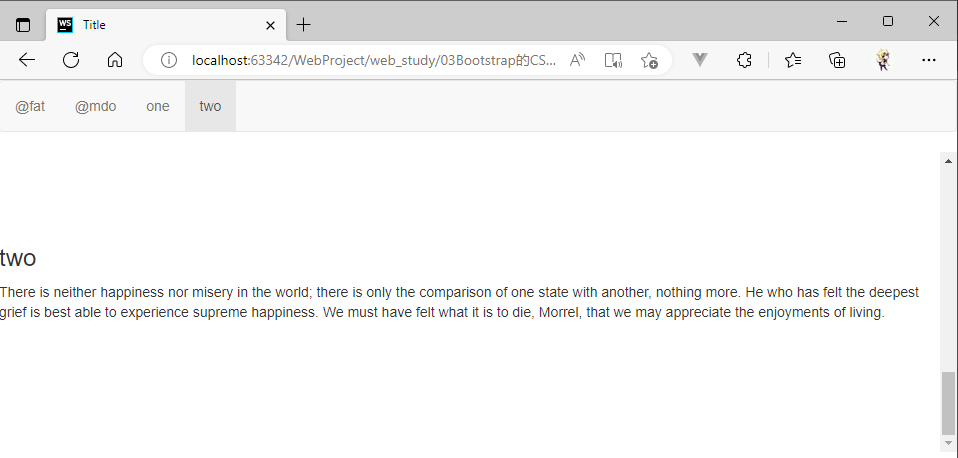 WS
Title
localhost:63342/WebProject/web_study/03Bootstrap的CS...
@fat
@mdo
one
two
two
There is neither happiness nor misery in the world; there is only the comparison of one state with another, nothing more. He who has felt the deepest
grief is best able to experience supreme happiness. We must have felt what it is to die, Morrel, that we may appreciate the enjoyments of living.